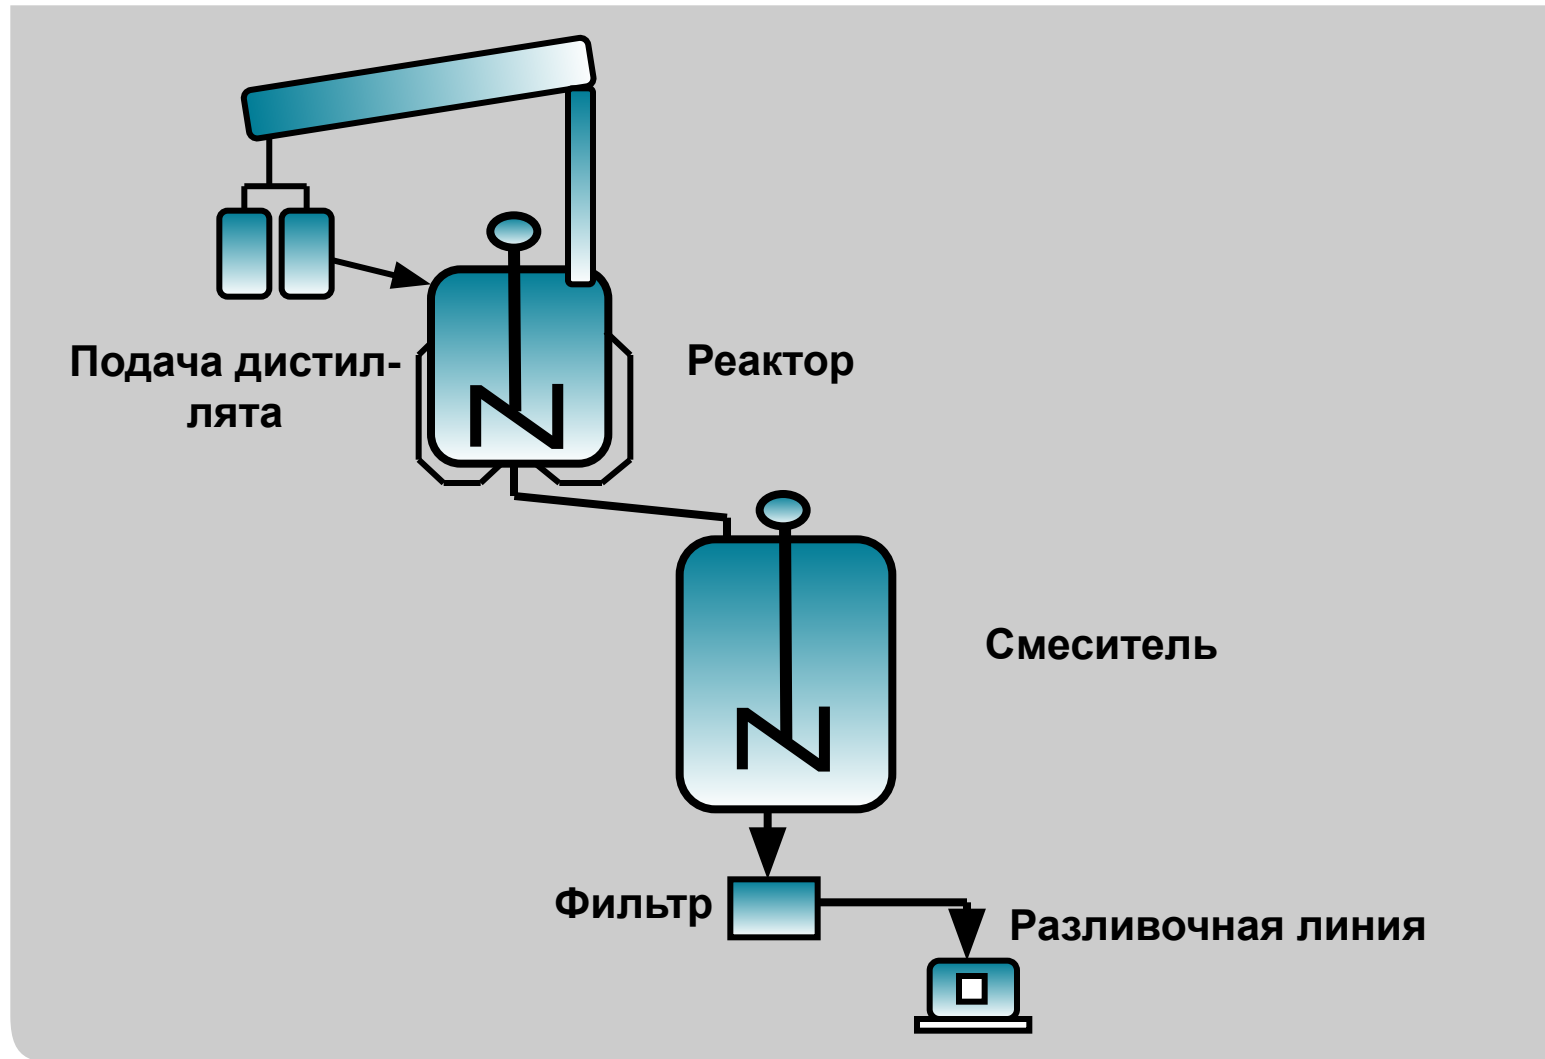 Подача дистил-
лята
Реактор
Смеситель
Фильтр
Разливочная линия